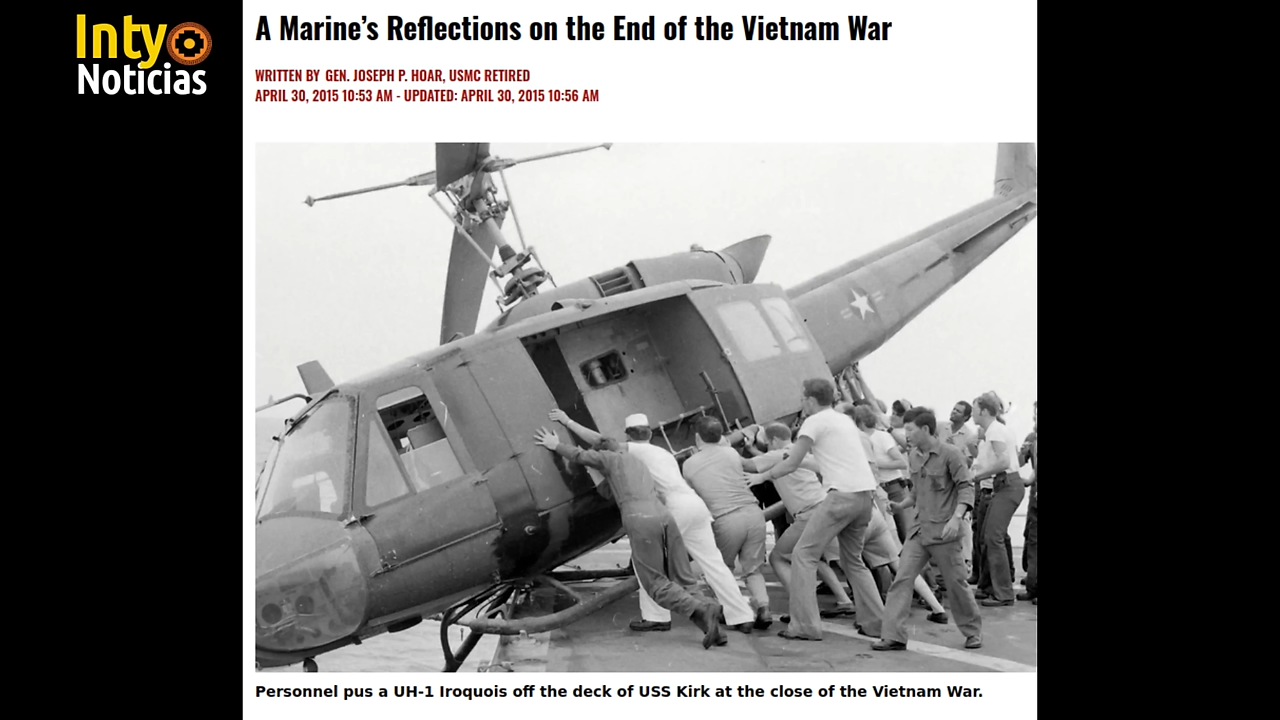 Inty
Noticias
A Marine’s Reflections on the End of the Vietnam War
WRITTEN BY GEN. JOSEPH P. HOAR, USMC RETIRED
APRIL 30, 2015 10:53 AM - UPDATED: APRIL 30, 2015 10:56 AM
Personnel pus a UH-1 Iroquois off the deck of USS Kirk at the close of the Vietnam War.